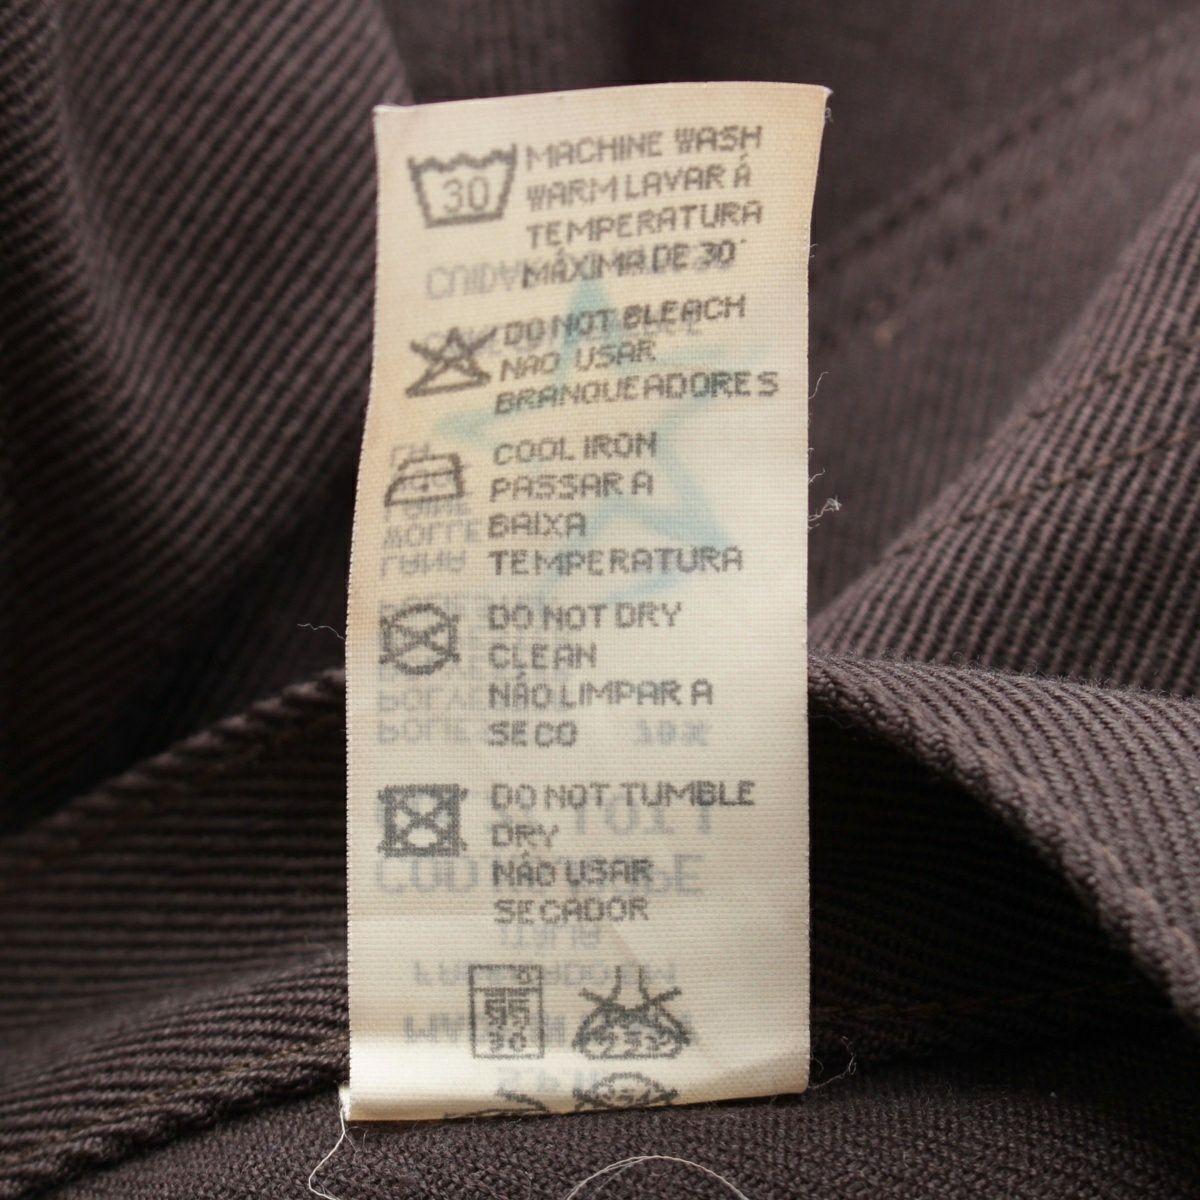 30
MACHINE WASH
WARM LAVAR Á
TEMPERATURA
MÁXIMA DE 30°
DO NOT BLEACH
NAO USAR
BRANQUEADORES
COOL IRON
PASSAR A
BAIXA
TEMPERATURA
DO NOT DRY
CLEAN
NÃO LIMPAR A
SECO
DO NOT TUMBLE
DRY
NÃO USAR
SECADOR